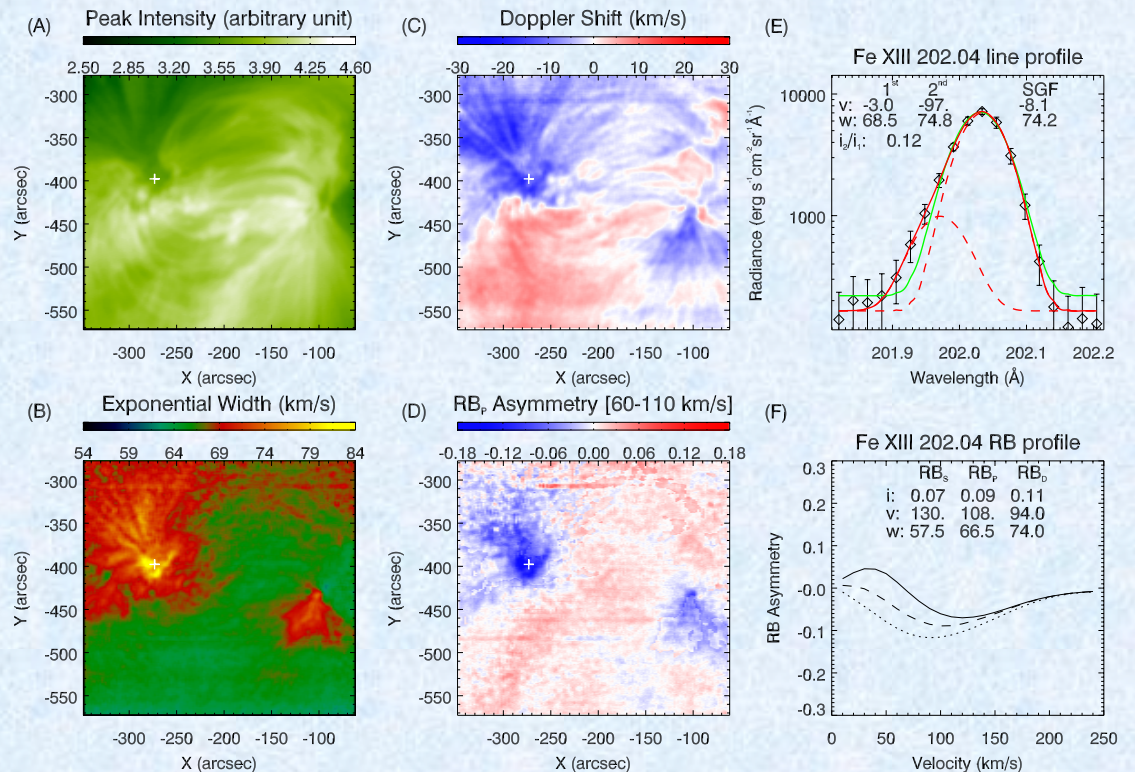 (A)
Peak Intensity (arbitrary unit)
2.50 2.85 3.20 3.55 3.90 4.25 4.60
Y (arcsec)
-300
-350
-400
-450
-500
-550
-300 -250 -200 -150 -100
X (arcsec)
(C)
Doppler Shift (km/s)
-30 -20 -10 0 10 20 30
Y (arcsec)
-300
-350
-400
-450
-500
-550
-300 -250 -200 -150 -100
X (arcsec)
(E)
Fe XIII 202.04 line profile
1st 2nd SGF
v: -3.0 -97. -8.1
w: 68.5 74.8 74.2
i2/i1: 0.12
Radiance (erg s-1cm-2sr-1Å-1)
10000
1000
201.9 202.0 202.1 202.2
Wavelength (Å)
(B)
Exponential Width (km/s)
54 59 64 69 74 79 84
Y (arcsec)
-300
-350
-400
-450
-500
-550
-300 -250 -200 -150 -100
X (arcsec)
(D)
RBP Asymmetry [60-110 km/s]
-0.18 -0.12 -0.06 0.00 0.06 0.12 0.18
Y (arcsec)
-300
-350
-400
-450
-500
-550
-300 -250 -200 -150 -100
X (arcsec)
(F)
Fe XIII 202.04 RB profile
RBS RBP RBD
i: 0.07 0.09 0.11
v: 130. 108. 94.0
w: 57.5 66.5 74.0
RB Asymmetry
0.3
0.2
0.1
-0.0
-0.1
-0.2
-0.3
0 50 100 150 200 250
Velocity (km/s)